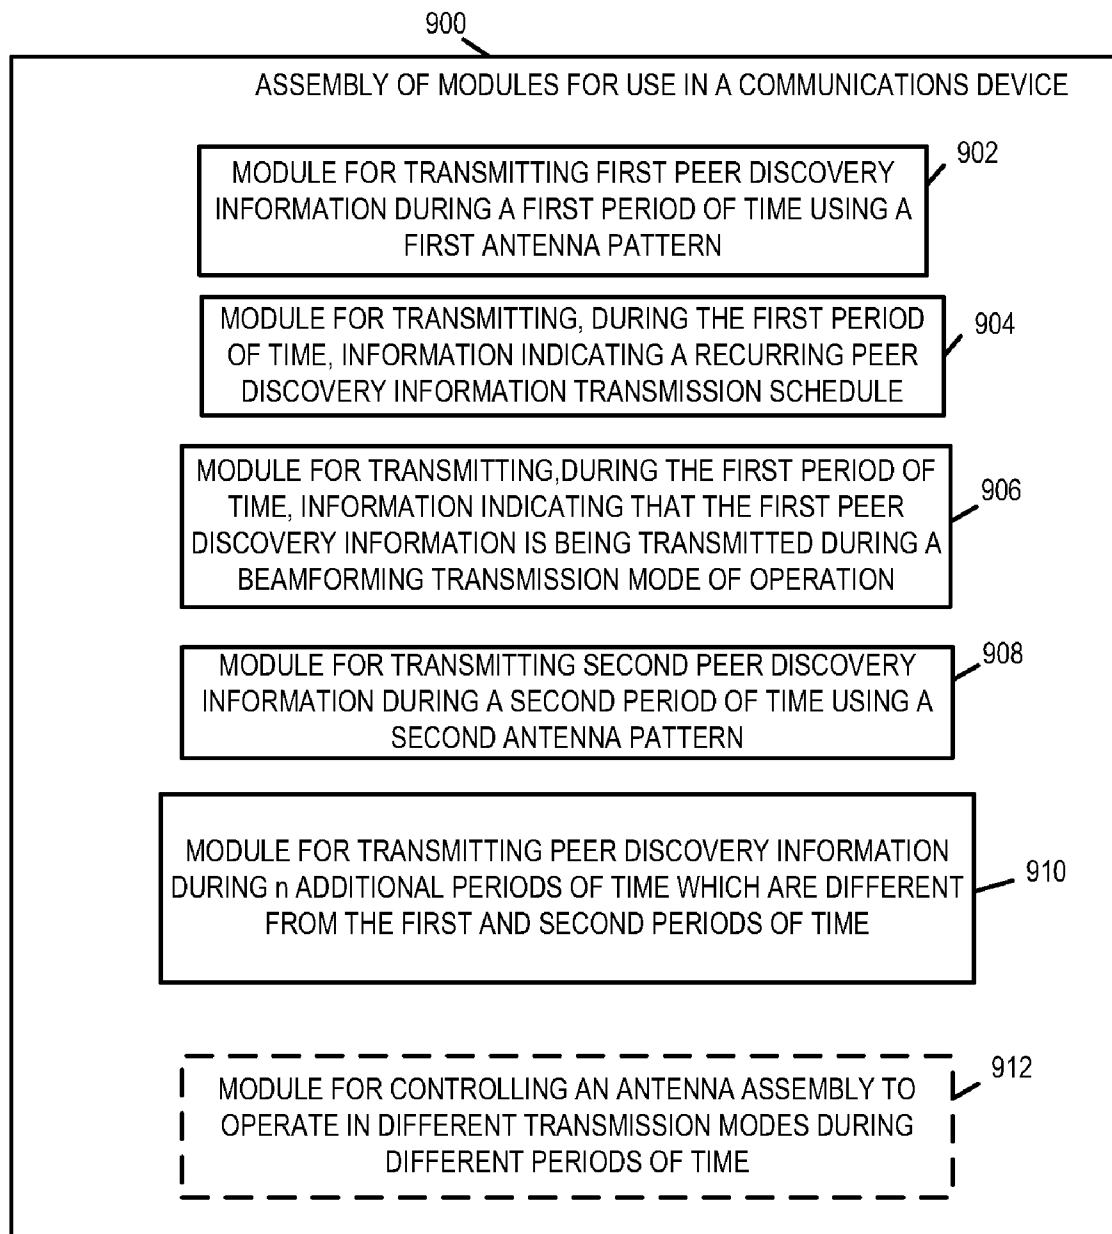 900
ASSEMBLY OF MODULES FOR USE IN A COMMUNICATIONS DEVICE
902
MODULE FOR TRANSMITTING FIRST PEER DISCOVERY
INFORMATION DURING A FIRST PERIOD OF TIME USING A
FIRST ANTENNA PATTERN
904
MODULE FOR TRANSMITTING, DURING THE FIRST PERIOD
OF TIME, INFORMATION INDICATING A RECURRING PEER
DISCOVERY INFORMATION TRANSMISSION SCHEDULE
906
MODULE FOR TRANSMITTING,DURING THE FIRST PERIOD OF
TIME, INFORMATION INDICATING THAT THE FIRST PEER
DISCOVERY INFORMATION IS BEING TRANSMITTED DURING A
BEAMFORMING TRANSMISSION MODE OF OPERATION
908
MODULE FOR TRANSMITTING SECOND PEER DISCOVERY
INFORMATION DURING A SECOND PERIOD OF TIME USING A
SECOND ANTENNA PATTERN
910
MODULE FOR TRANSMITTING PEER DISCOVERY INFORMATION
DURING n ADDITIONAL PERIODS OF TIME WHICH ARE DIFFERENT
FROM THE FIRST AND SECOND PERIODS OF TIME
912
MODULE FOR CONTROLLING AN ANTENNA ASSEMBLY TO
OPERATE IN DIFFERENT TRANSMISSION MODES DURING
DIFFERENT PERIODS OF TIME